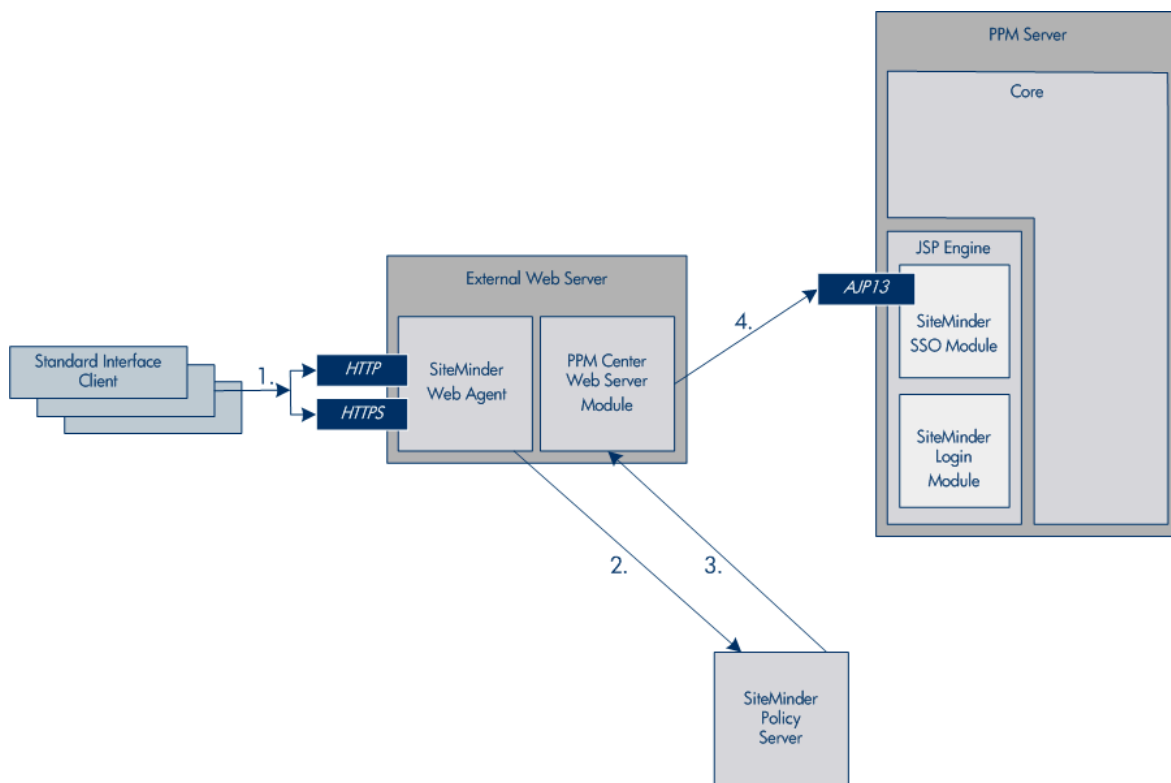 PPM Server
Core
JSP Engine
AJP13
SiteMinder
SSO Module
SiteMinder
Login
Module
External Web Server
SiteMinder
Web Agent
PPM Center
Web Server
Module
4.
Standard Interface
Client
1.
HTTP
HTTPS
2.
3.
SiteMinder
Policy
Server